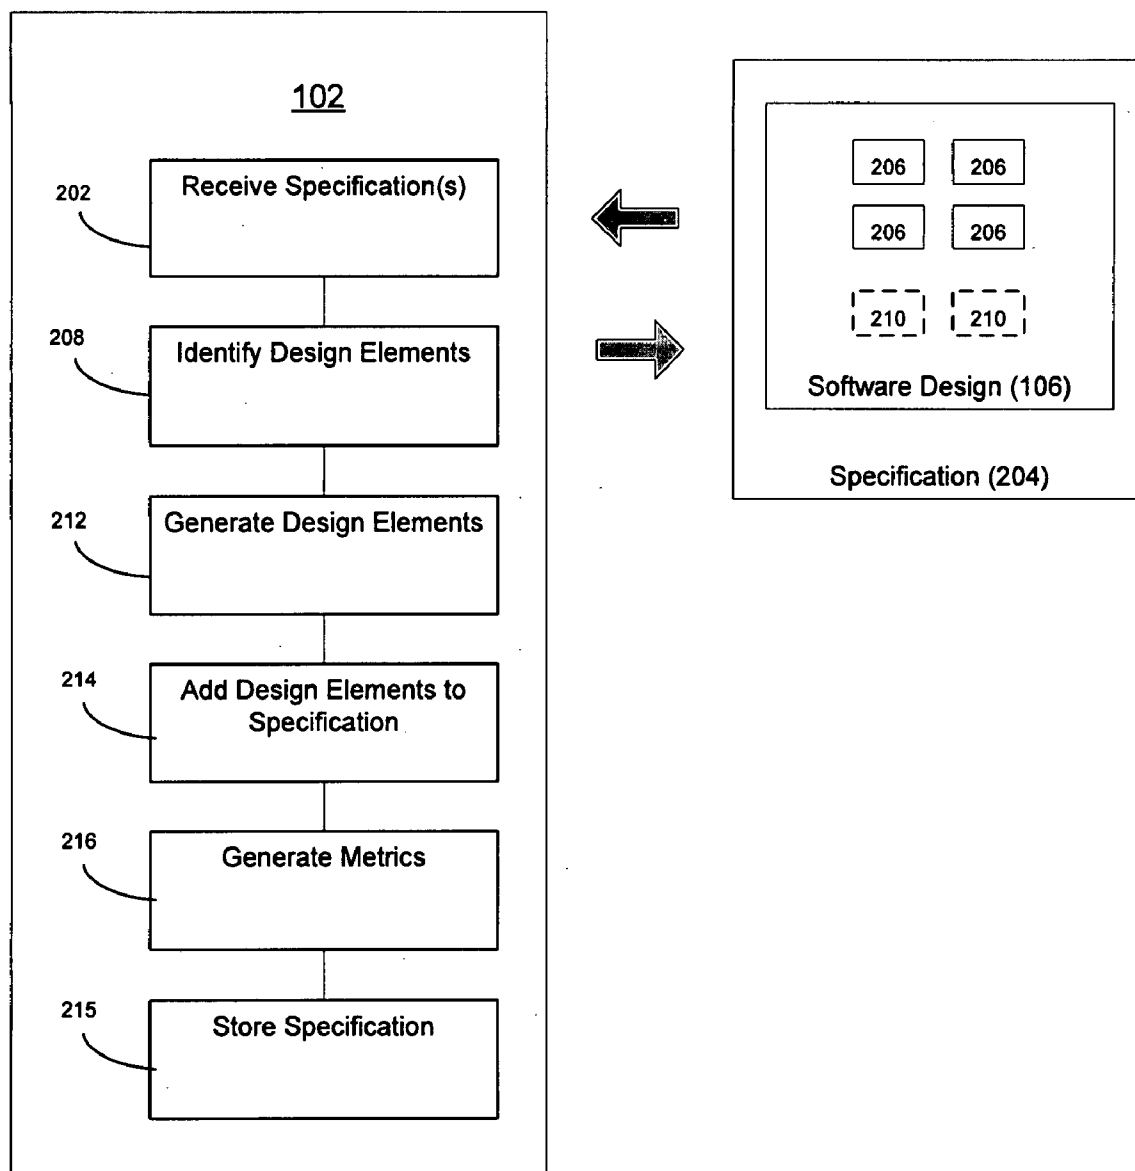 102
202
Receive Specification(s)
208
Identify Design Elements
212
Generate Design Elements
214
Add Design Elements to
Specification
216
Generate Metrics
215
Store Specification
206 206
206 206
210 210
Software Design (106)
Specification (204)